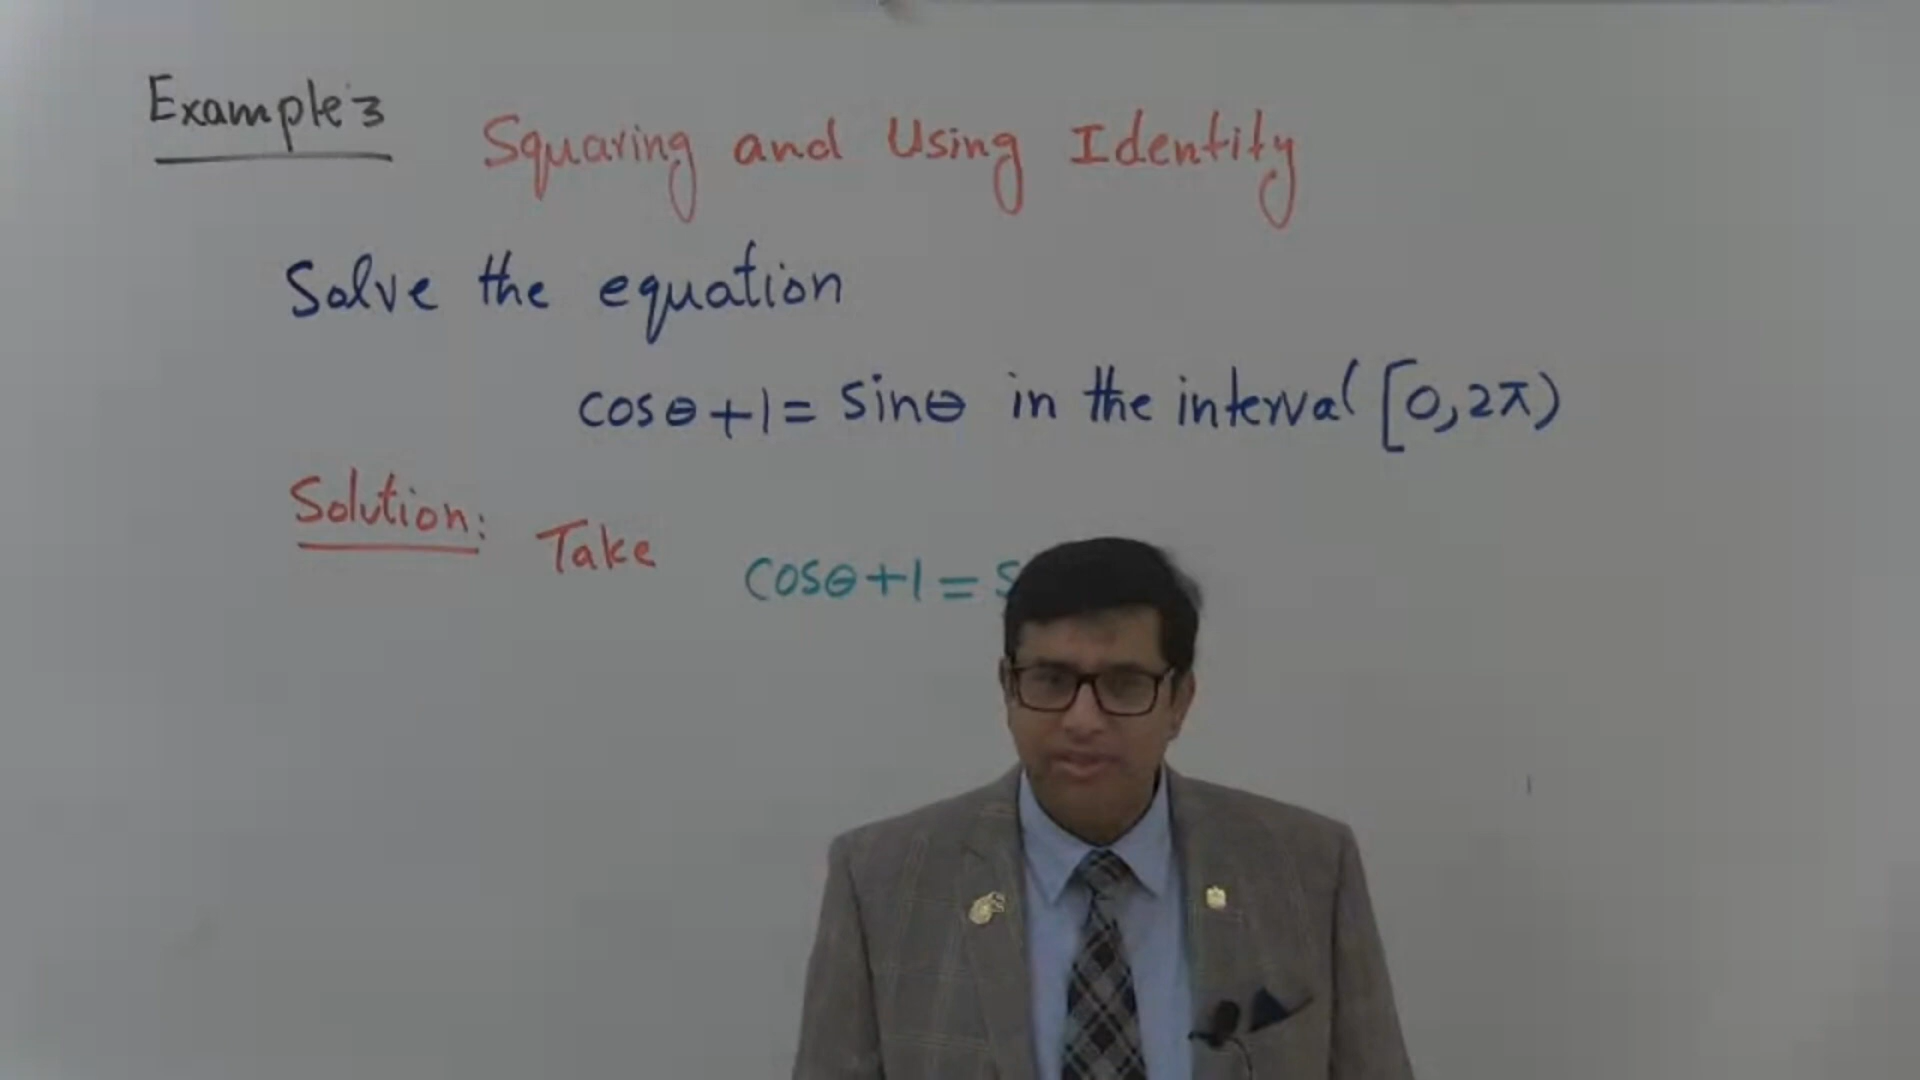 Example 3
Squaring and Using Identity
Solve the equation
cosθ+1= sinθ in the interval [0,2π)
Solution: Take cosθ+1=